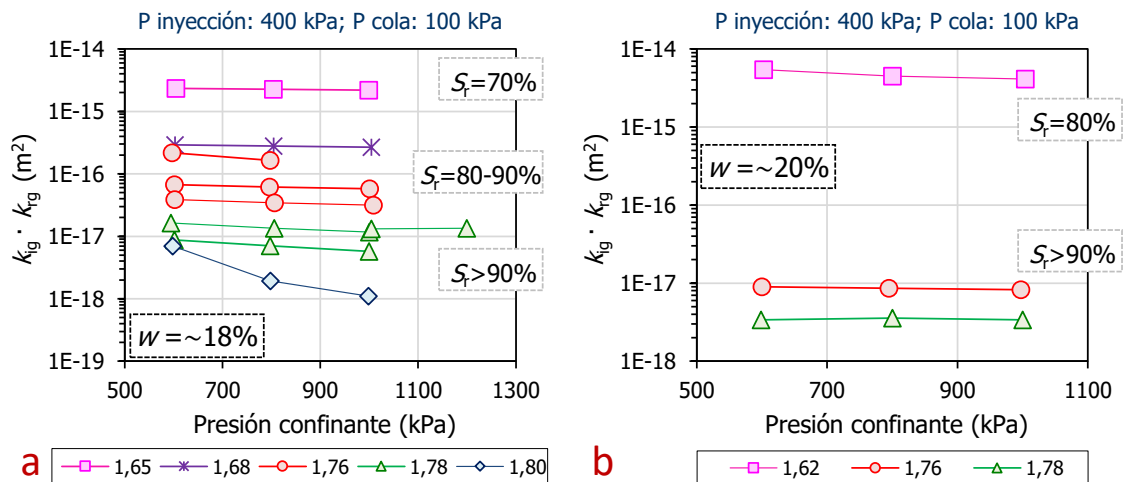 P inyección: 400 kPa; P cola: 100 kPa
1E-14
1E-15
1E-16
1E-17
1E-18
1E-19
kig · krg (m²)
Sr=70%
Sr=80-90%
Sr>90%
w =~18%
500 700 900 1100 1300
Presión confinante (kPa)
a
1,65 1,68 1,76 1,78 1,80
P inyección: 400 kPa; P cola: 100 kPa
1E-14
1E-15
1E-16
1E-17
1E-18
kig · krg (m²)
Sr=80%
w =~20%
Sr>90%
500 700 900 1100
Presión confinante (kPa)
b
1,62 1,76 1,78